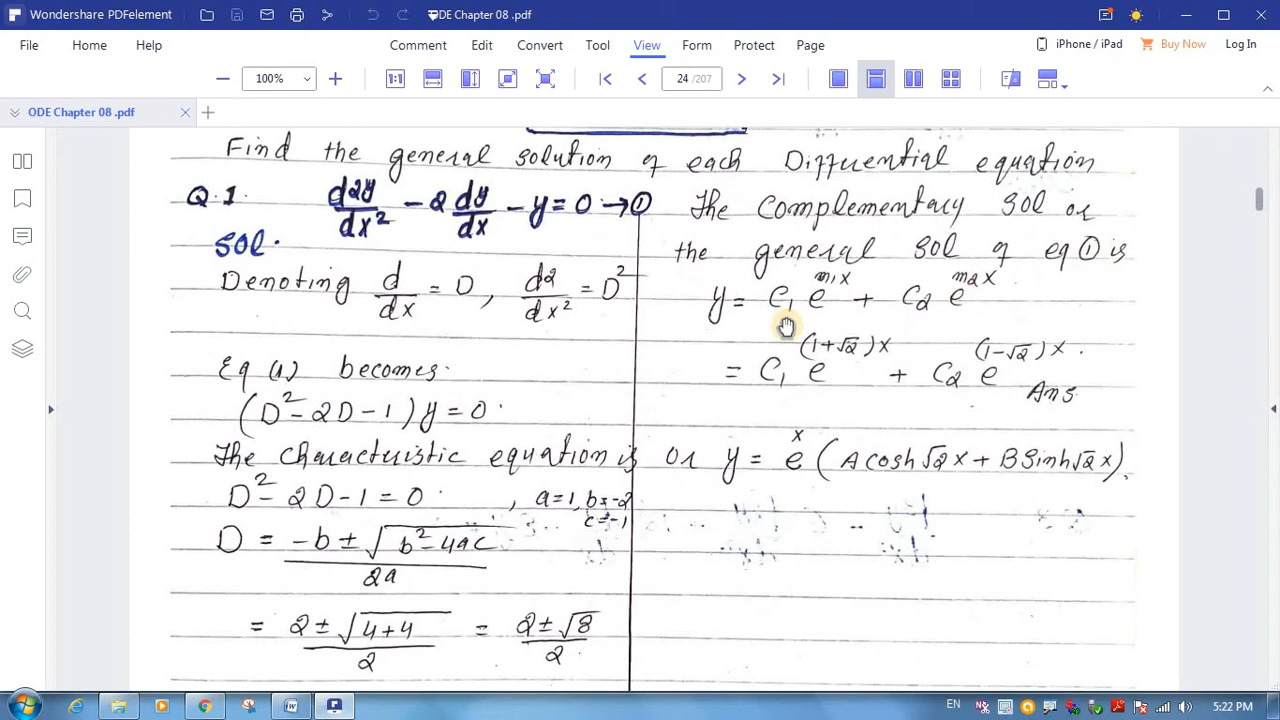 Wondershare PDFelement
ODE Chapter 08 .pdf
File Home Help Comment Edit Convert Tool View Form Protect Page iPhone / iPad Buy Now Log In
100% 1:1 24 /207
ODE Chapter 08 .pdf
Find the general solution of each Differential equation
Q.1 d2y/dx² - 2 dy/dx - y = 0 → ①
Sol.
Denoting d/dx = D, d2/dx² = D²
Eq (1) becomes.
(D² - 2D - 1) y = 0.
The charactristic equation is
D² - 2D - 1 = 0. , a = 1, b = -2
c = -1
D = -b ± √(b² - 4ac) / 2a
= 2 ± √(4+4) / 2 = 2 ± √8 / 2
The Complementary Sol or
the general Sol of eq ① is
y = C₁ e^(m₁x) + C2 e^(m2x)
= C₁ e^((1+√2)x) + C2 e^((1-√2)x).
Ans.
or y = e^x (A cosh √2 x + B Sinh √2 x).
EN 5:22 PM